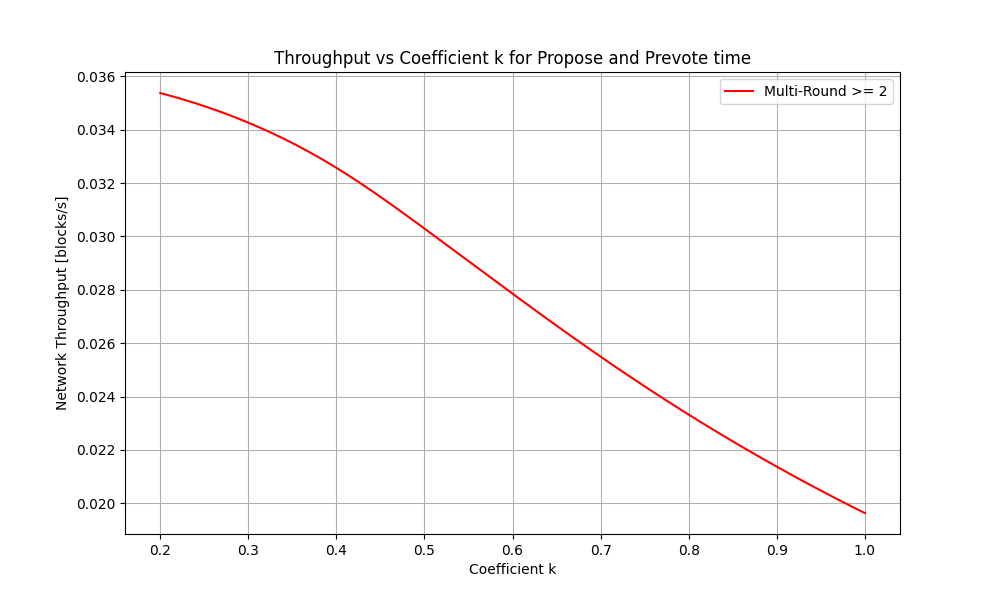 Throughput vs Coefficient k for Propose and Prevote time
Multi-Round >= 2
Network Throughput [blocks/s]
0.036
0.034
0.032
0.030
0.028
0.026
0.024
0.022
0.020
0.2 0.3 0.4 0.5 0.6 0.7 0.8 0.9 1.0
Coefficient k